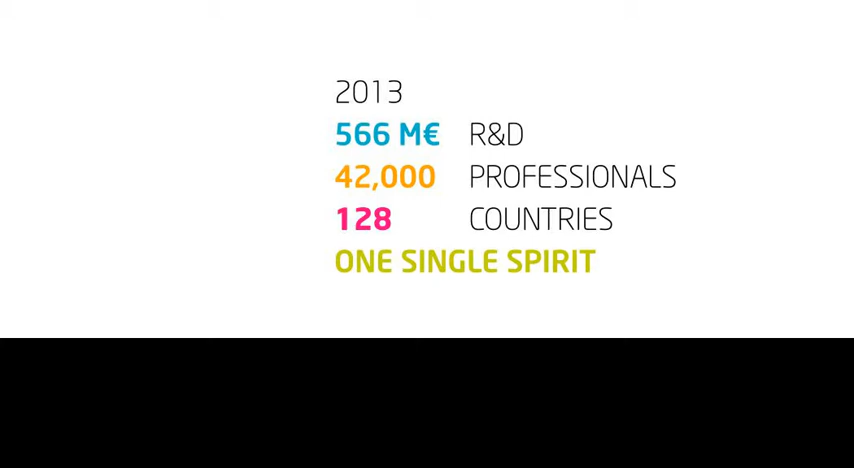 2013
566 M€ R&D
42,000 PROFESSIONALS
128 COUNTRIES
ONE SINGLE SPIRIT